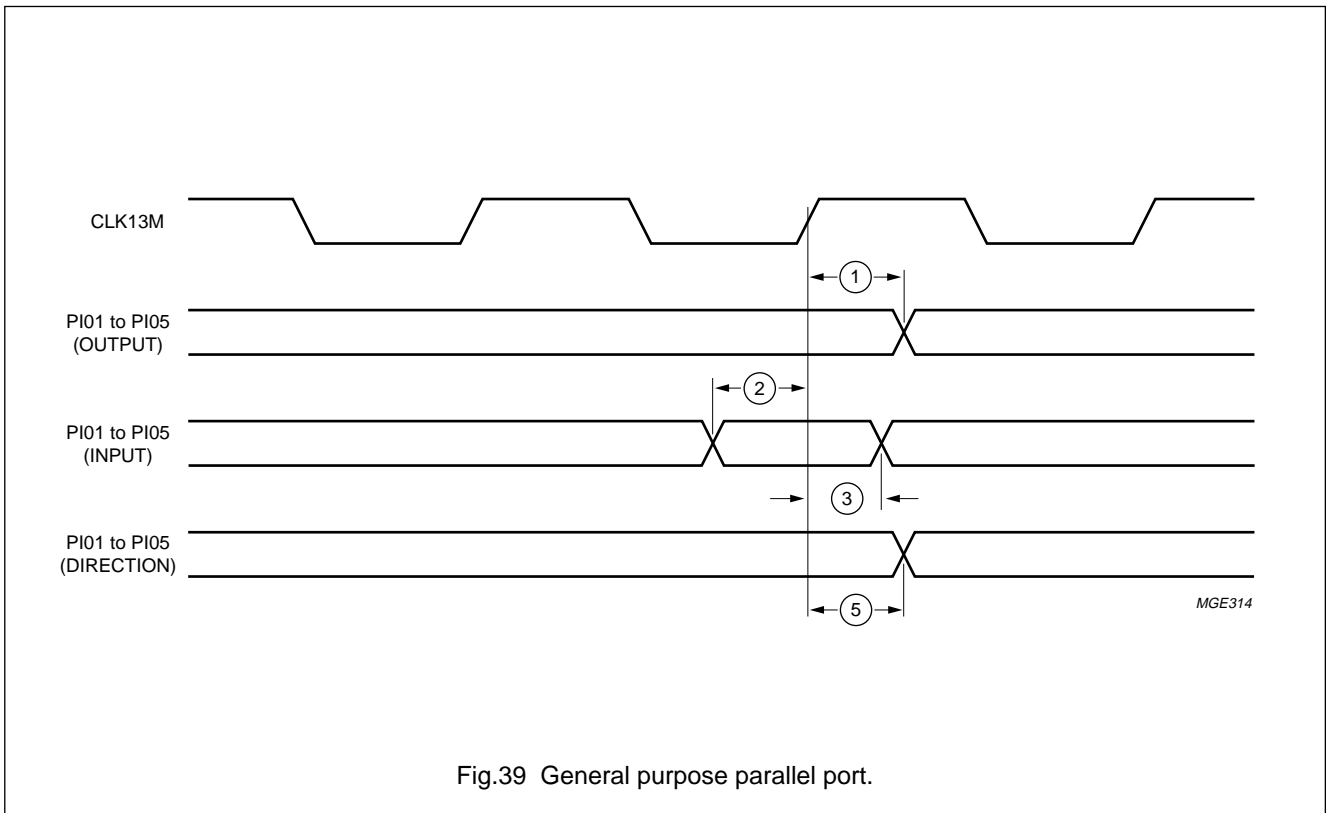 CLK13M
1
PI01 to PI05
(OUTPUT)
2
PI01 to PI05
(INPUT)
3
PI01 to PI05
(DIRECTION)
5
MGE314
Fig.39 General purpose parallel port.